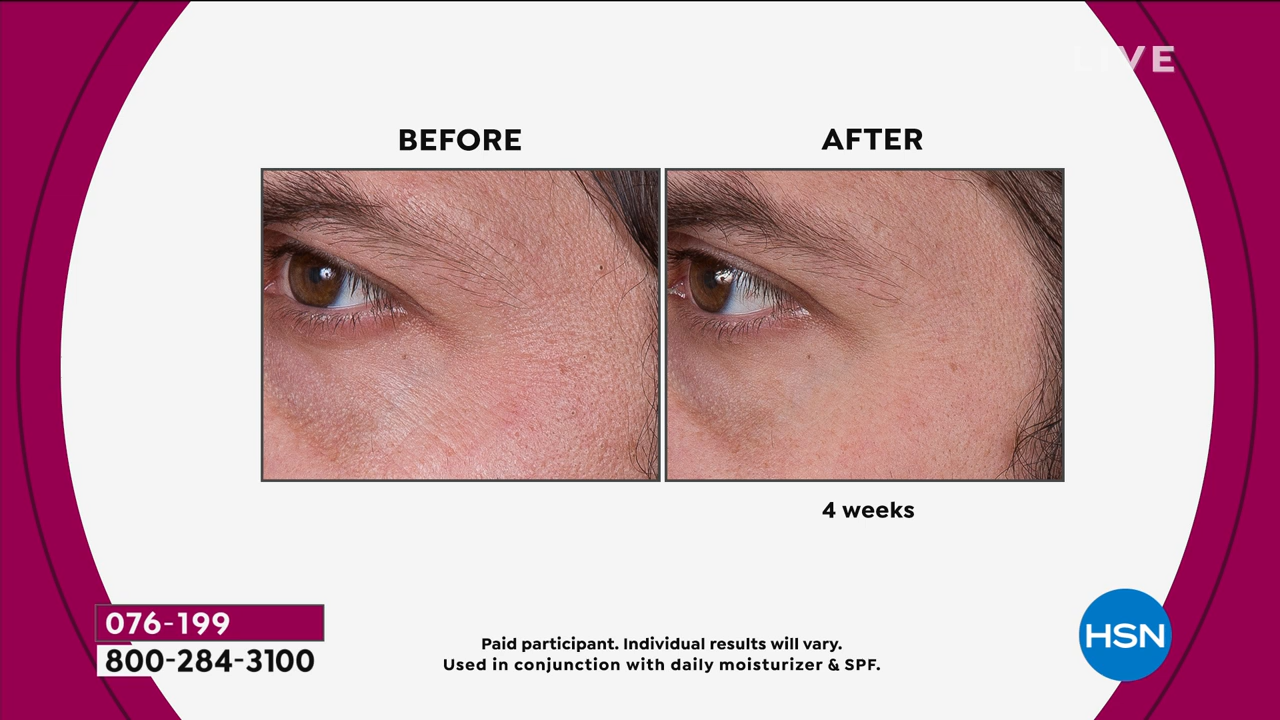 LIVE
BEFORE
AFTER
4 weeks
076-199
800-284-3100
Paid participant. Individual results will vary.
Used in conjunction with daily moisturizer & SPF.
HSN